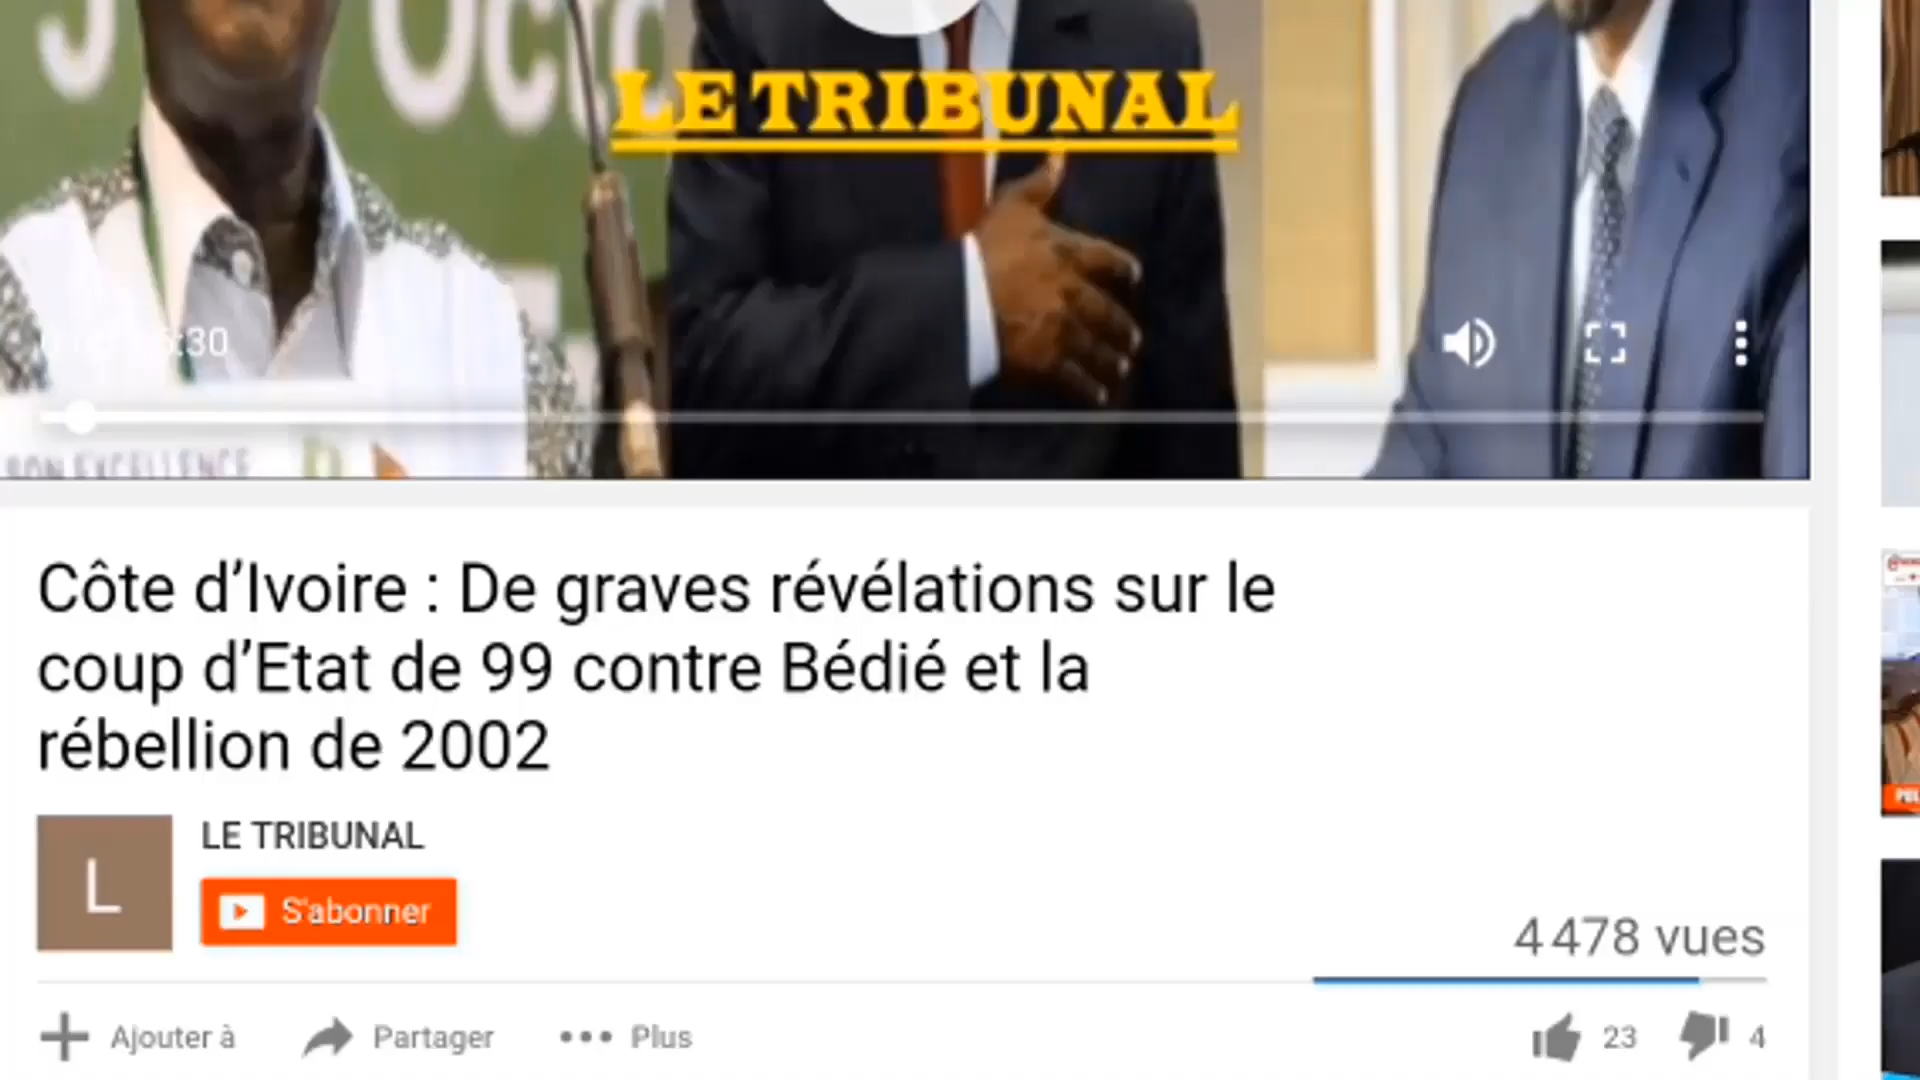 LE TRIBUNAL
:30
Côte d’Ivoire : De graves révélations sur le
coup d’Etat de 99 contre Bédié et la
rébellion de 2002
L
LE TRIBUNAL
S'abonner
4 478 vues
Ajouter à
Partager
Plus
23
4